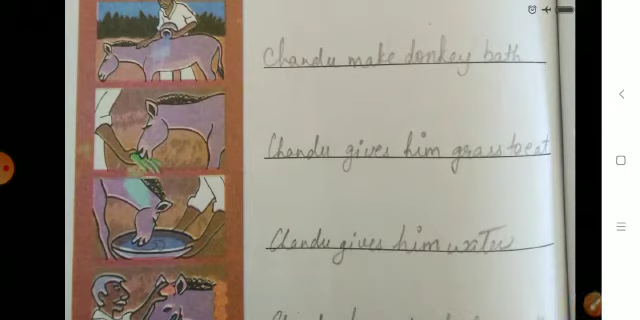 Chandu make donkey bath
Chandu gives him grass to eat
Chandu gives him water